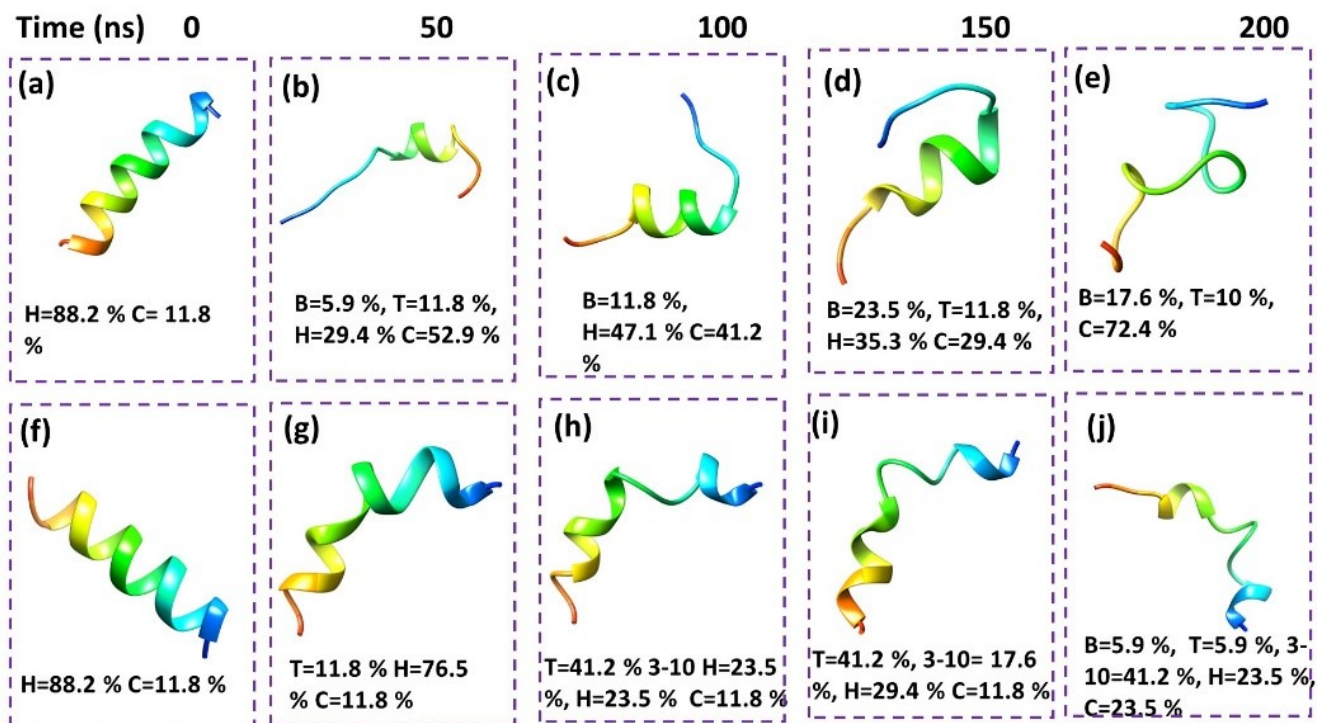 Time (ns) 0 50 100 150 200
(a)
H=88.2 % C= 11.8
%
(b)
B=5.9 %, T=11.8 %,
H=29.4 % C=52.9 %
(c)
B=11.8 %,
H=47.1 % C=41.2
%
(d)
B=23.5 %, T=11.8 %,
H=35.3 % C=29.4 %
(e)
B=17.6 %, T=10 %,
C=72.4 %
(f)
H=88.2 % C=11.8 %
(g)
T=11.8 % H=76.5
% C=11.8 %
(h)
T=41.2 % 3-10 H=23.5
%, H=23.5 % C=11.8 %
(i)
T=41.2 %, 3-10= 17.6
%, H=29.4 % C=11.8 %
(j)
B=5.9 %, T=5.9 %, 3-
10=41.2 %, H=23.5 %,
C=23.5 %